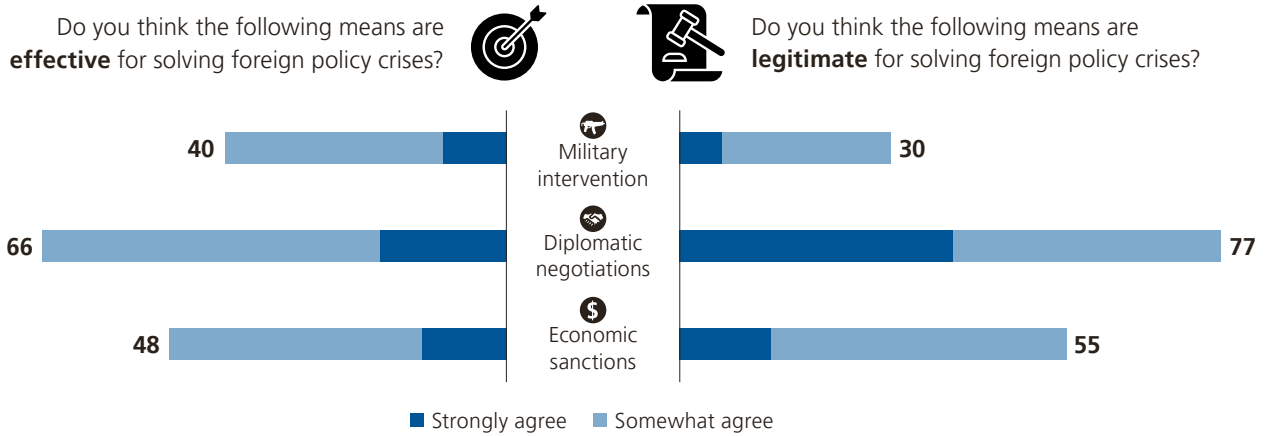 Do you think the following means are
effective for solving foreign policy crises?
Do you think the following means are
legitimate for solving foreign policy crises?
40
Military
intervention
30
66
Diplomatic
negotiations
77
48
$
Economic
sanctions
55
Strongly agree
Somewhat agree